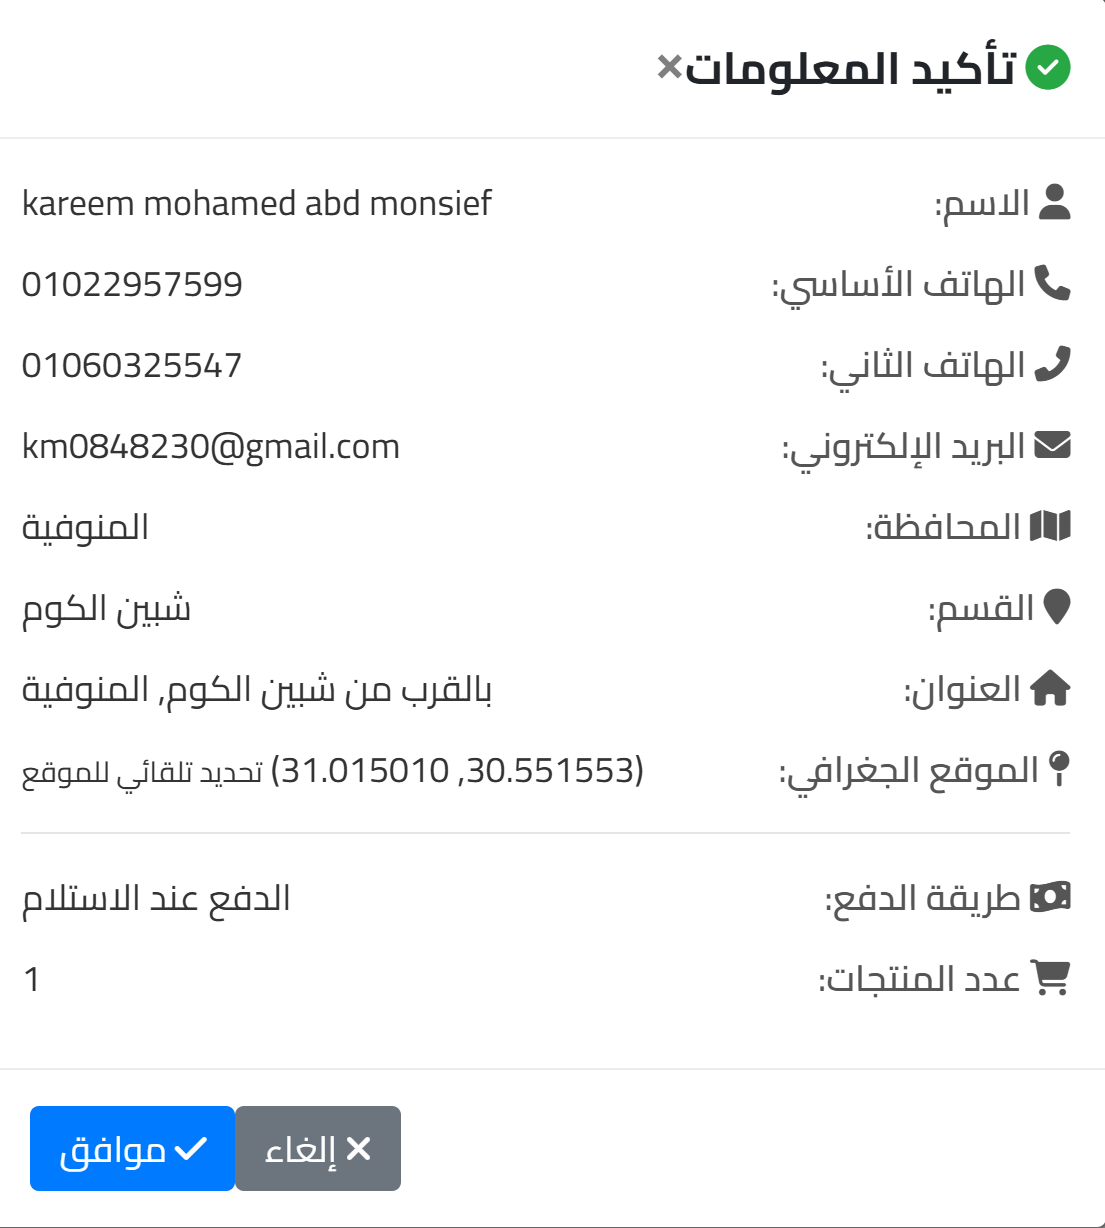 تأكيد المعلومات×
الاسم: kareem mohamed abd monsief
الهاتف الأساسي: 01022957599
الهاتف الثاني: 01060325547
البريد الإلكتروني: km0848230@gmail.com
المحافظة: المنوفية
القسم: شبين الكوم
العنوان: بالقرب من شبين الكوم, المنوفية
الموقع الجغرافي: (30.551553, 31.015010) تحديد تلقائي للموقع
طريقة الدفع: الدفع عند الاستلام
عدد المنتجات: 1
إلغاء موافق